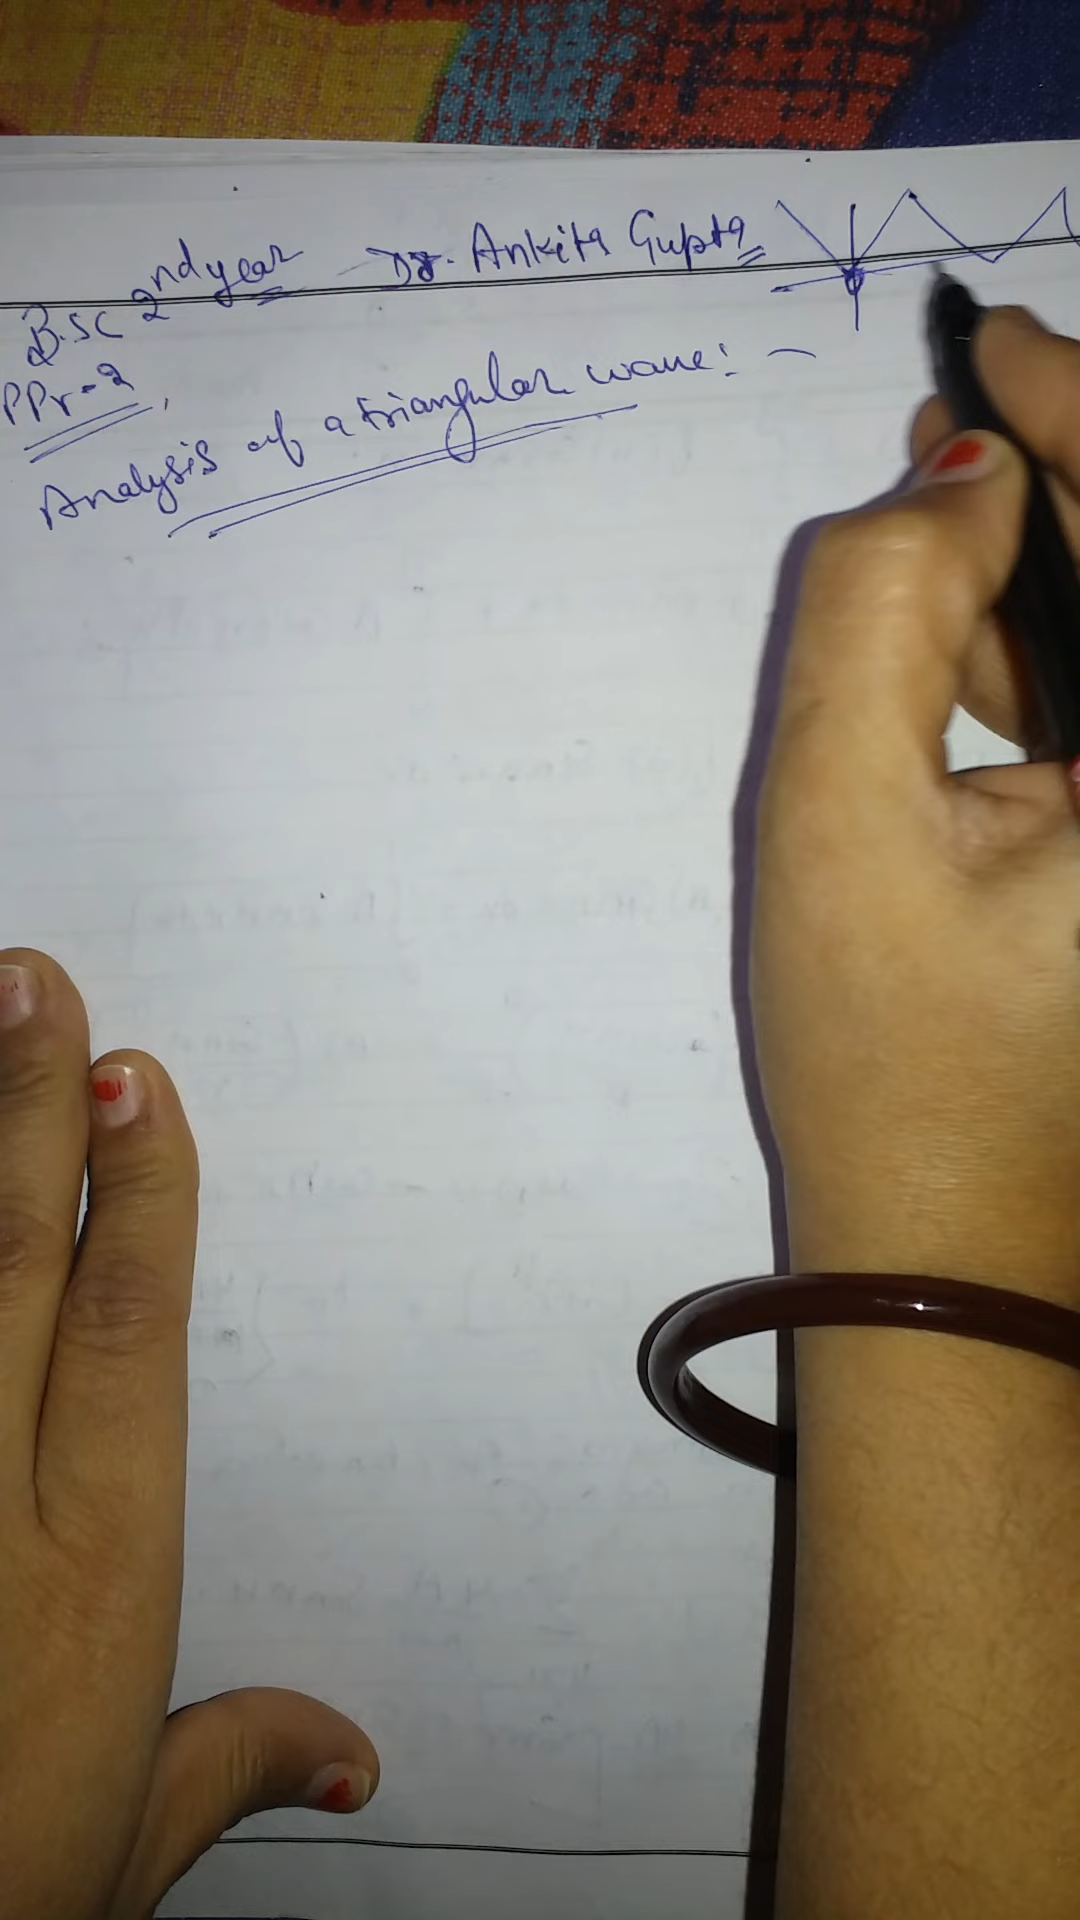 B.SC 2nd year Dr. Ankita Gupta
PPr-2,
Analysis of a triangular wave:-